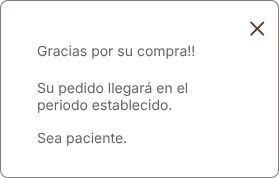 Gracias por su compra!!
Su pedido llegará en el
periodo establecido.
Sea paciente.